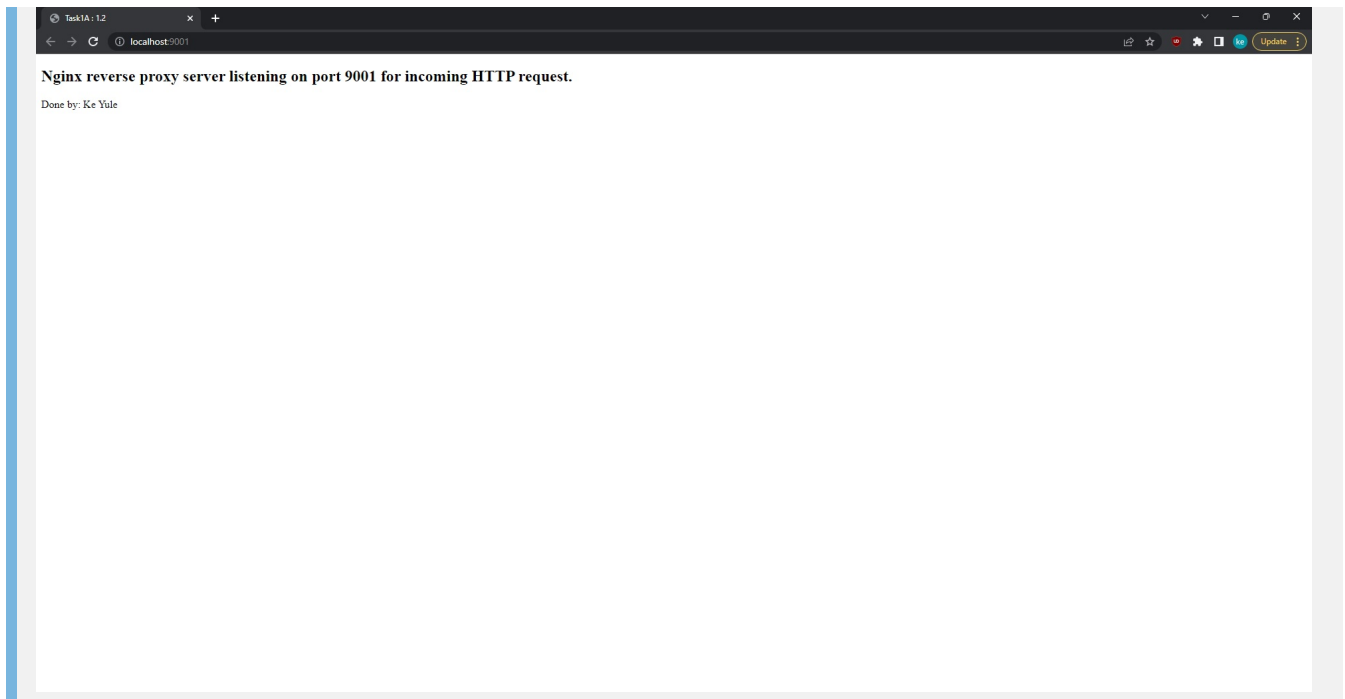 Task1A : 1.2
localhost:9001
ke
Update
Nginx reverse proxy server listening on port 9001 for incoming HTTP request.
Done by: Ke Yule